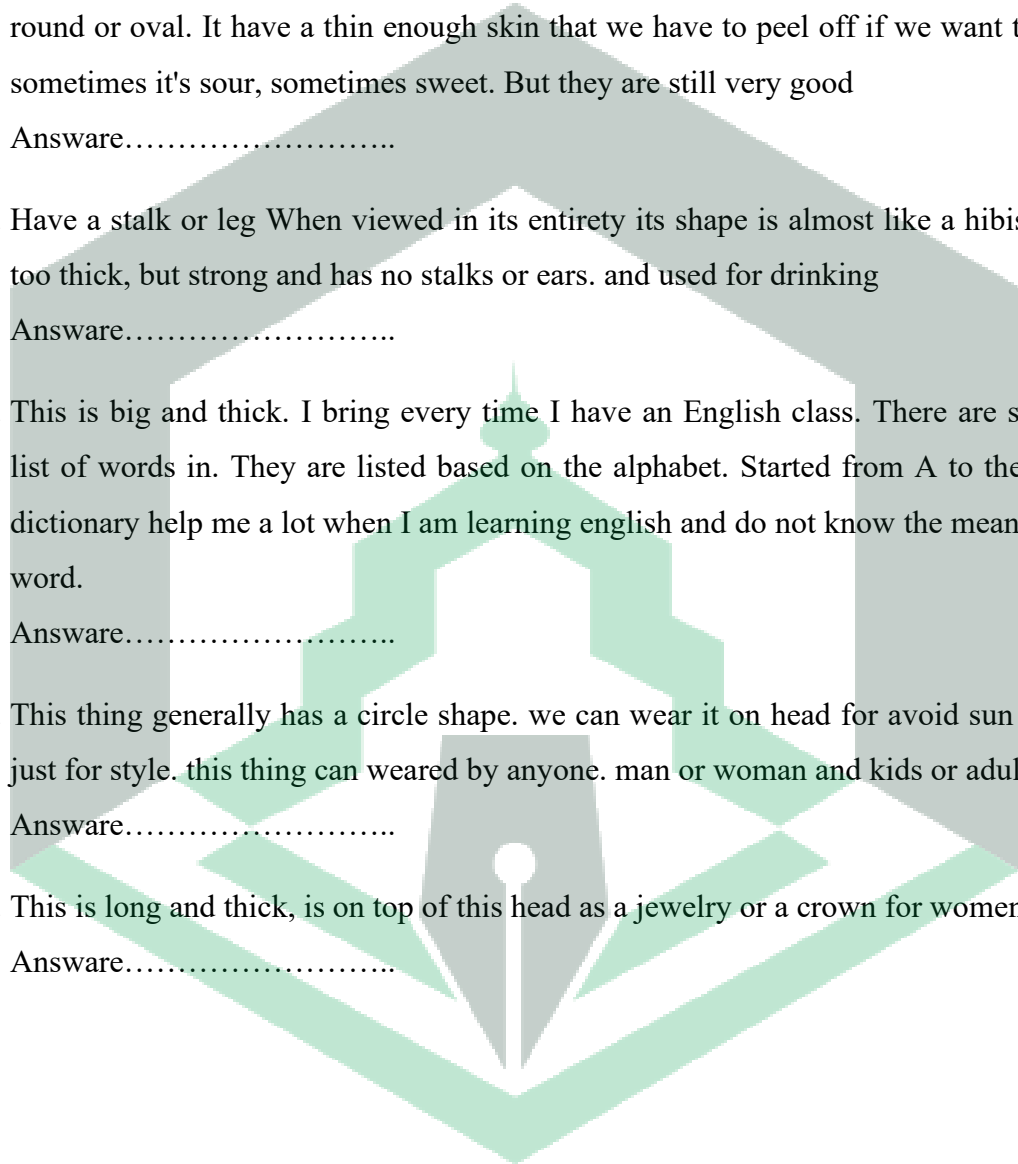 round or oval. It have a thin enough skin that we have to peel off if we want
sometimes it's sour, sometimes sweet. But they are still very good
Answare………………………..
Have a stalk or leg When viewed in its entirety its shape is almost like a
too thick, but strong and has no stalks or ears. and used for drinking
Answare………………………..
This is big and thick. I bring every time I have an English class. There are
list of words in. They are listed based on the alphabet. Started from A to the
dictionary help me a lot when I am learning english and do not know the
word.
Answare………………………..
This thing generally has a circle shape. we can wear it on head for avoid sun
just for style. this thing can weared by anyone. man or woman and kids or
Answare………………………..
This is long and thick, is on top of this head as a jewelry or a crown for women
Answare………………………..